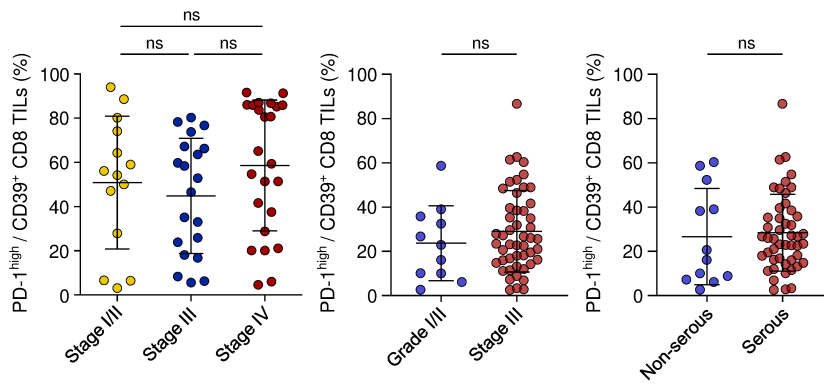 ns
ns ns
PD-1high / CD39+ CD8 TILs (%)
100
80
60
40
20
0
Stage I/II
Stage III
Stage IV
ns
PD-1high / CD39+ CD8 TILs (%)
100
80
60
40
20
0
Grade I/II
Stage III
ns
PD-1high / CD39+ CD8 TILs (%)
100
80
60
40
20
0
Non-serous
Serous